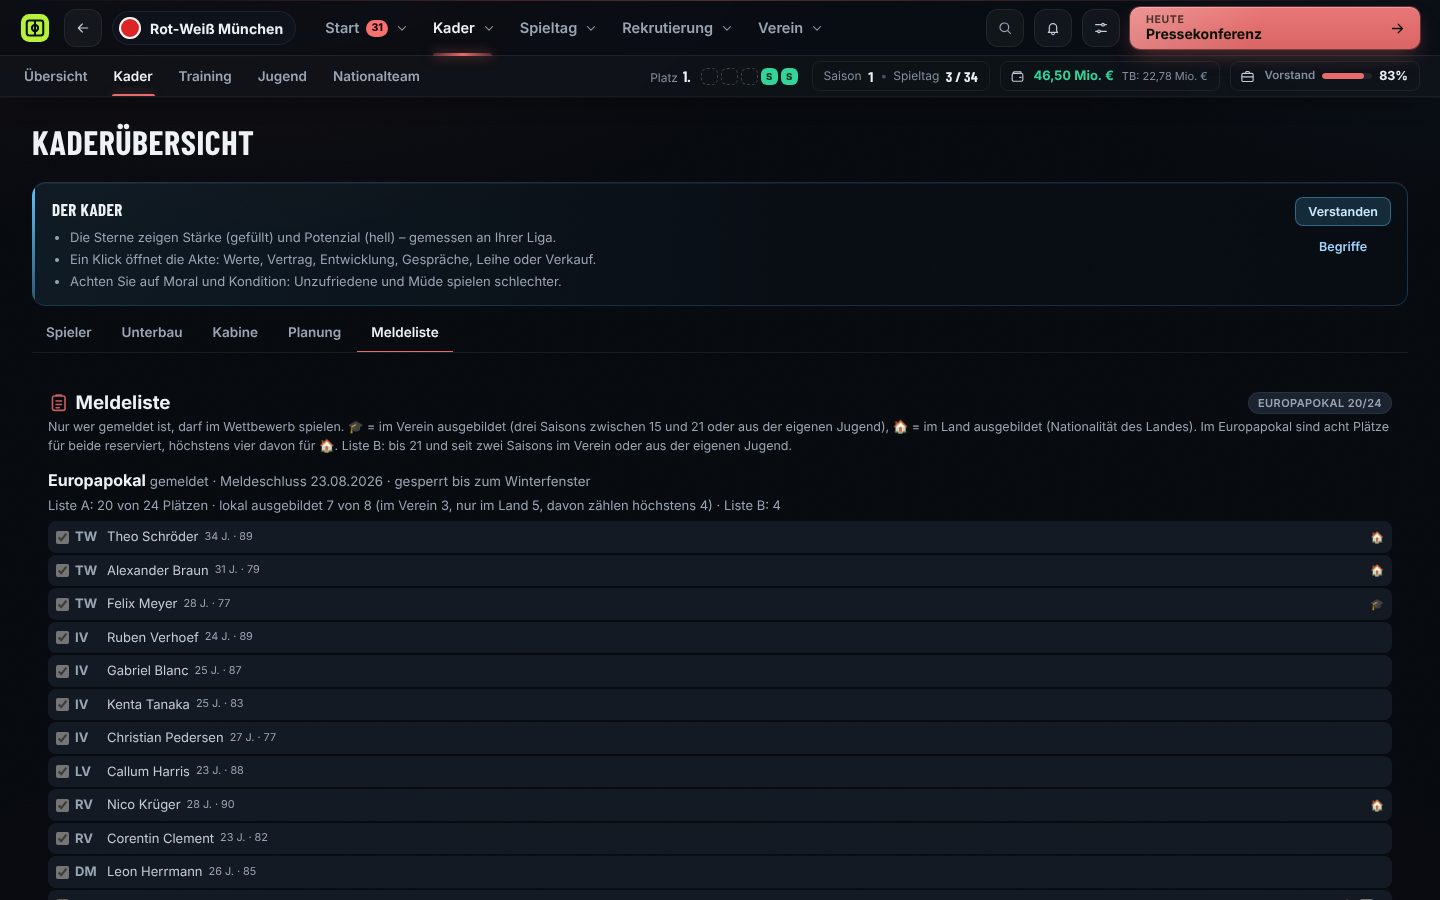 Rot-Weiß München
Start 31
Kader
Spieltag
Rekrutierung
Verein
HEUTE
Pressekonferenz
Übersicht
Kader
Training
Jugend
Nationalteam
Platz 1. S S
Saison 1 • Spieltag 3 / 34
46,50 Mio. € TB: 22,78 Mio. €
Vorstand 83%
KADERÜBERSICHT
DER KADER
• Die Sterne zeigen Stärke (gefüllt) und Potenzial (hell) – gemessen an Ihrer Liga.
• Ein Klick öffnet die Akte: Werte, Vertrag, Entwicklung, Gespräche, Leihe oder Verkauf.
• Achten Sie auf Moral und Kondition: Unzufriedene und Müde spielen schlechter.
Verstanden
Begriffe
Spieler
Unterbau
Kabine
Planung
Meldeliste
Meldeliste
EUROPAPOKAL 20/24
Nur wer gemeldet ist, darf im Wettbewerb spielen. 🎓 = im Verein ausgebildet (drei Saisons zwischen 15 und 21 oder aus der eigenen Jugend), 🏠 = im Land ausgebildet (Nationalität des Landes). Im Europapokal sind acht Plätze
für beide reserviert, höchstens vier davon für 🏠. Liste B: bis 21 und seit zwei Saisons im Verein oder aus der eigenen Jugend.
Europapokal gemeldet · Meldeschluss 23.08.2026 · gesperrt bis zum Winterfenster
Liste A: 20 von 24 Plätzen · lokal ausgebildet 7 von 8 (im Verein 3, nur im Land 5, davon zählen höchstens 4) · Liste B: 4
TW Theo Schröder 34 J. · 89 🏠
TW Alexander Braun 31 J. · 79 🏠
TW Felix Meyer 28 J. · 77 🎓
IV Ruben Verhoef 24 J. · 89
IV Gabriel Blanc 25 J. · 87
IV Kenta Tanaka 25 J. · 83
IV Christian Pedersen 27 J. · 77
LV Callum Harris 23 J. · 88
RV Nico Krüger 28 J. · 90 🏠
RV Corentin Clement 23 J. · 82
DM Leon Herrmann 26 J. · 85